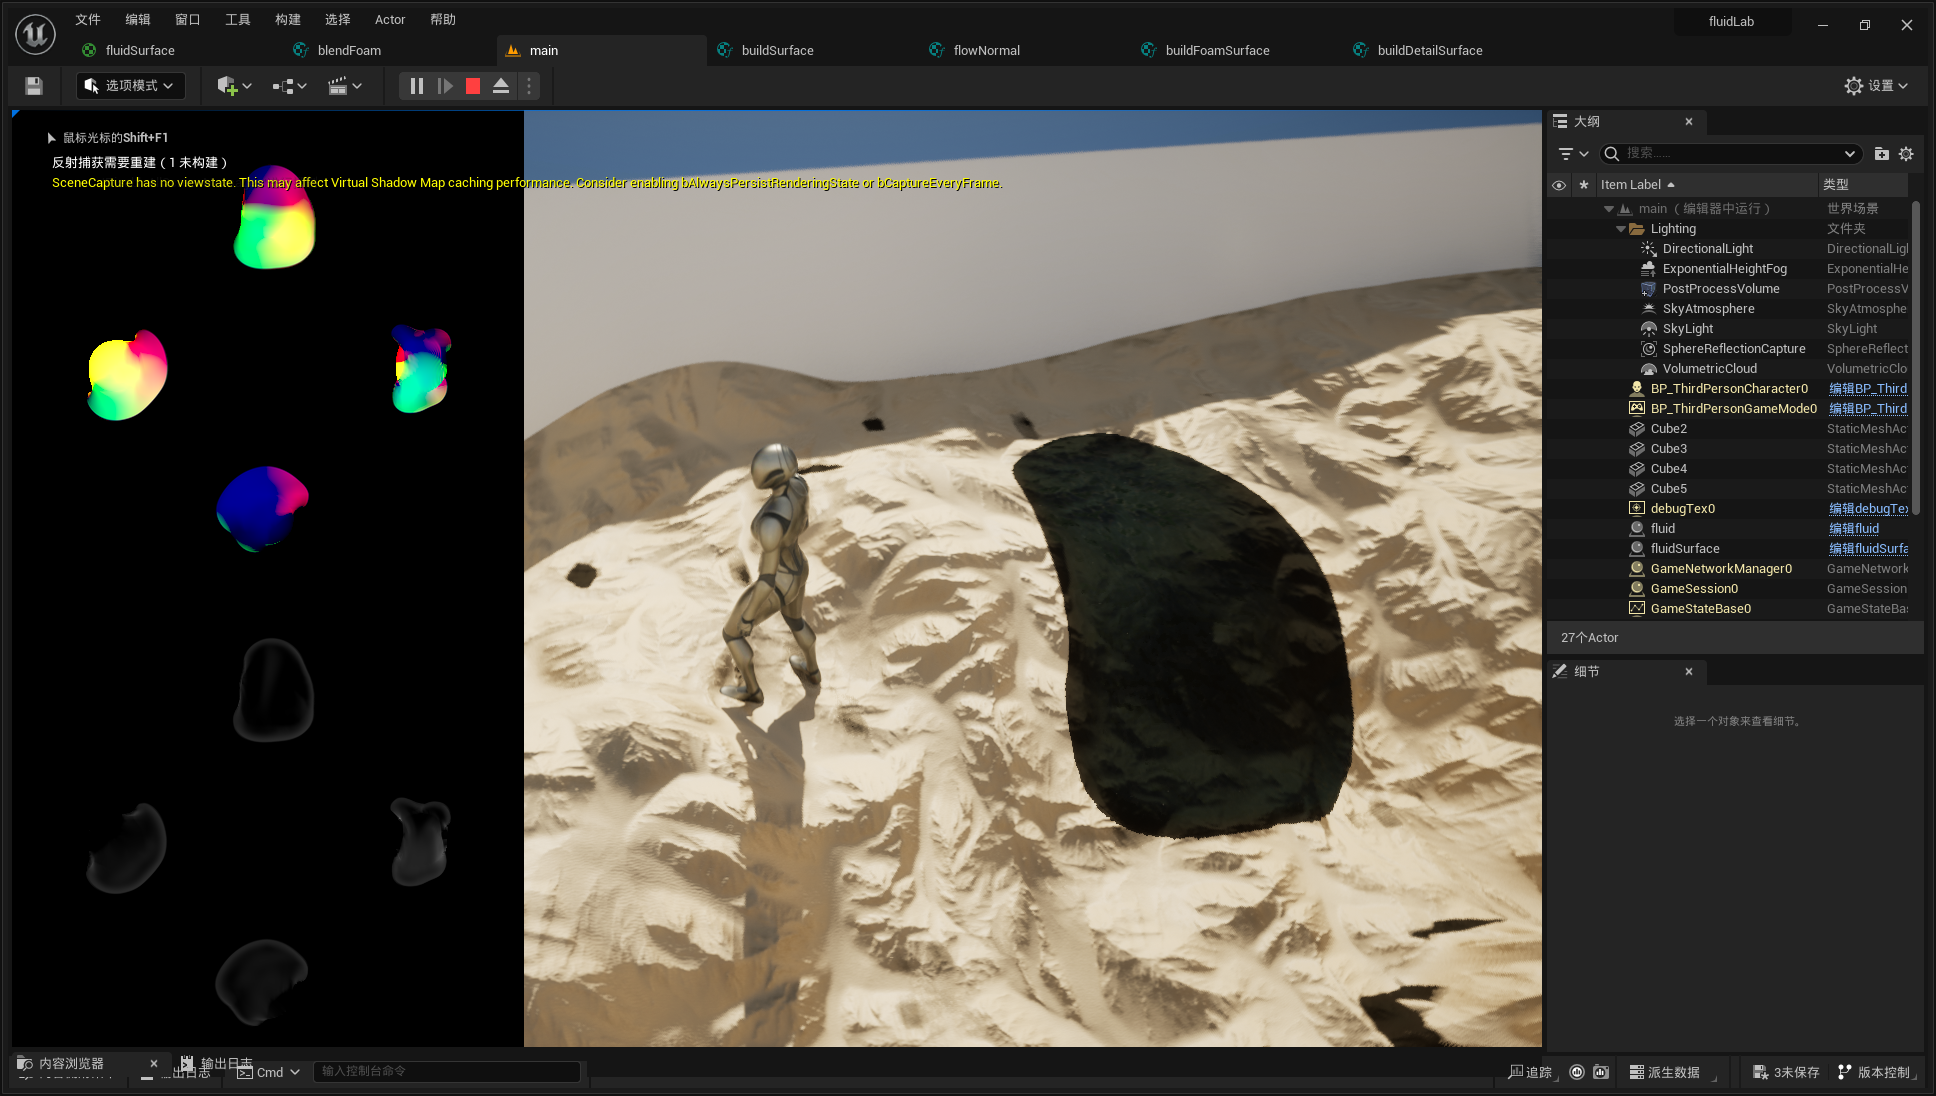 文件 编辑 窗口 工具 构建 选择 Actor 帮助
fluidLab
fluidSurface
blendFoam
main
buildSurface
flowNormal
buildFoamSurface
buildDetailSurface
选项模式
设置
鼠标光标的Shift+F1
反射捕获需要重建（1 未构建）
SceneCapture has no viewstate. This may affect Virtual Shadow Map caching performance. Consider enabling bAlwaysPersistRenderingState or bCaptureEveryFrame.
大纲
搜索......
Item Label 类型
main（编辑器中运行） 世界场景
Lighting 文件夹
DirectionalLight DirectionalLigh
ExponentialHeightFog ExponentialHe
PostProcessVolume PostProcessV
SkyAtmosphere SkyAtmosphe
SkyLight SkyLight
SphereReflectionCapture SphereReflect
VolumetricCloud VolumetricClo
BP_ThirdPersonCharacter0 编辑BP_Third
BP_ThirdPersonGameMode0 编辑BP_Third
Cube2 StaticMeshAc
Cube3 StaticMeshAc
Cube4 StaticMeshAc
Cube5 StaticMeshAc
debugTex0 编辑debugTex
fluid 编辑fluid
fluidSurface 编辑fluidSurfa
GameNetworkManager0 GameNetwork
GameSession0 GameSession
GameStateBase0 GameStateBas
27个Actor
细节
选择一个对象来查看细节。
内容浏览器
输出日志
Cmd
输入控制台命令
追踪
派生数据
3未保存
版本控制